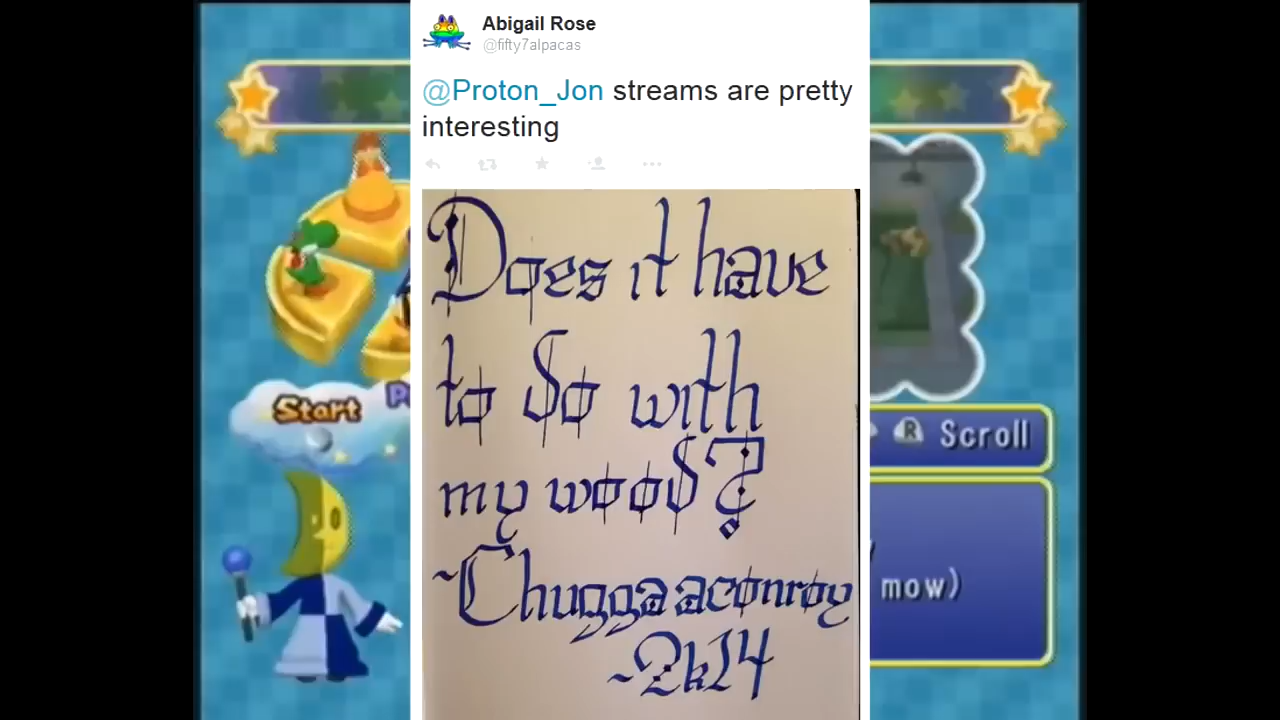 Abigail Rose
@fifty7alpacas
@Proton_Jon streams are pretty
interesting
Does it have
to do with
my wood?
~Chuggaaconroy
~2k14
Start
P
R Scroll
mow)